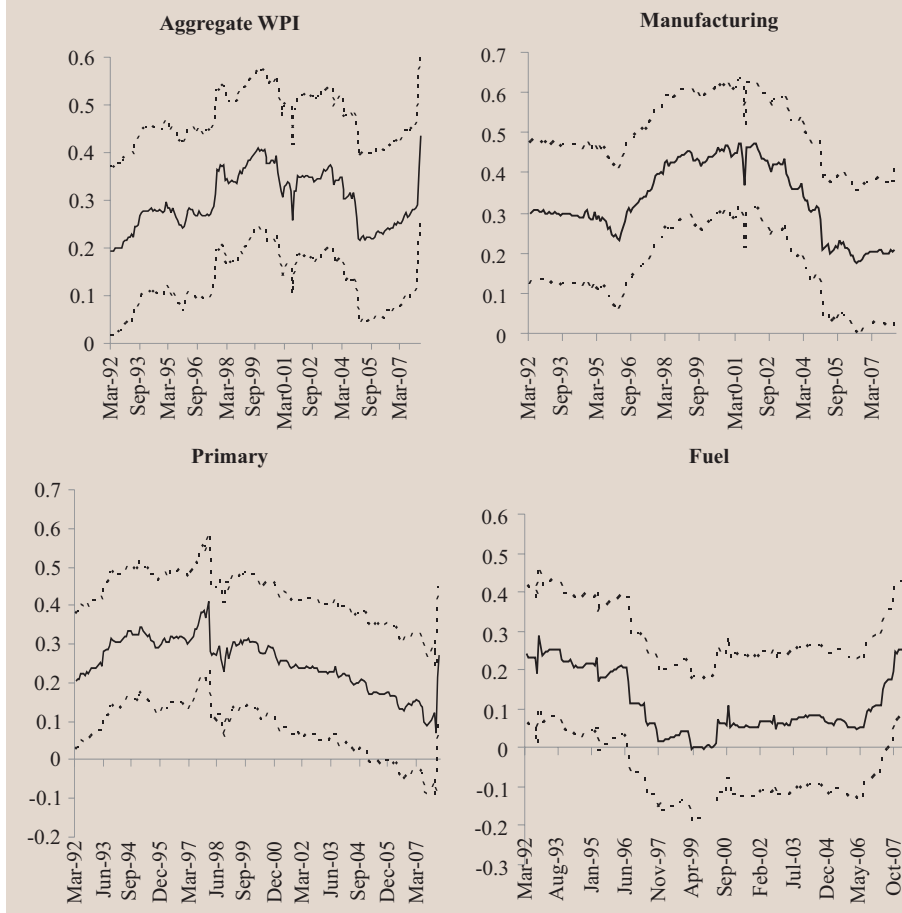 Aggregate WPI
0.6
0.5
0.4
0.3
0.2
0.1
0
Mar-92
Sep-93
Mar-95
Sep-96
Mar-98
Sep-99
Mar0-01
Sep-02
Mar-04
Sep-05
Mar-07
Manufacturing
0.7
0.6
0.5
0.4
0.3
0.2
0.1
0
Mar-92
Sep-93
Mar-95
Sep-96
Mar-98
Sep-99
Mar0-01
Sep-02
Mar-04
Sep-05
Mar-07
Primary
0.7
0.6
0.5
0.4
0.3
0.2
0.1
0
-0.1
-0.2
Mar-92
Jun-93
Sep-94
Dec-95
Mar-97
Jun-98
Sep-99
Dec-00
Mar-02
Jun-03
Sep-04
Dec-05
Mar-07
Fuel
0.6
0.5
0.4
0.3
0.2
0.1
0
-0.1
-0.2
-0.3
Mar-92
Aug-93
Jan-95
Jun-96
Nov-97
Apr-99
Sep-00
Feb-02
Jul-03
Dec-04
May-06
Oct-07